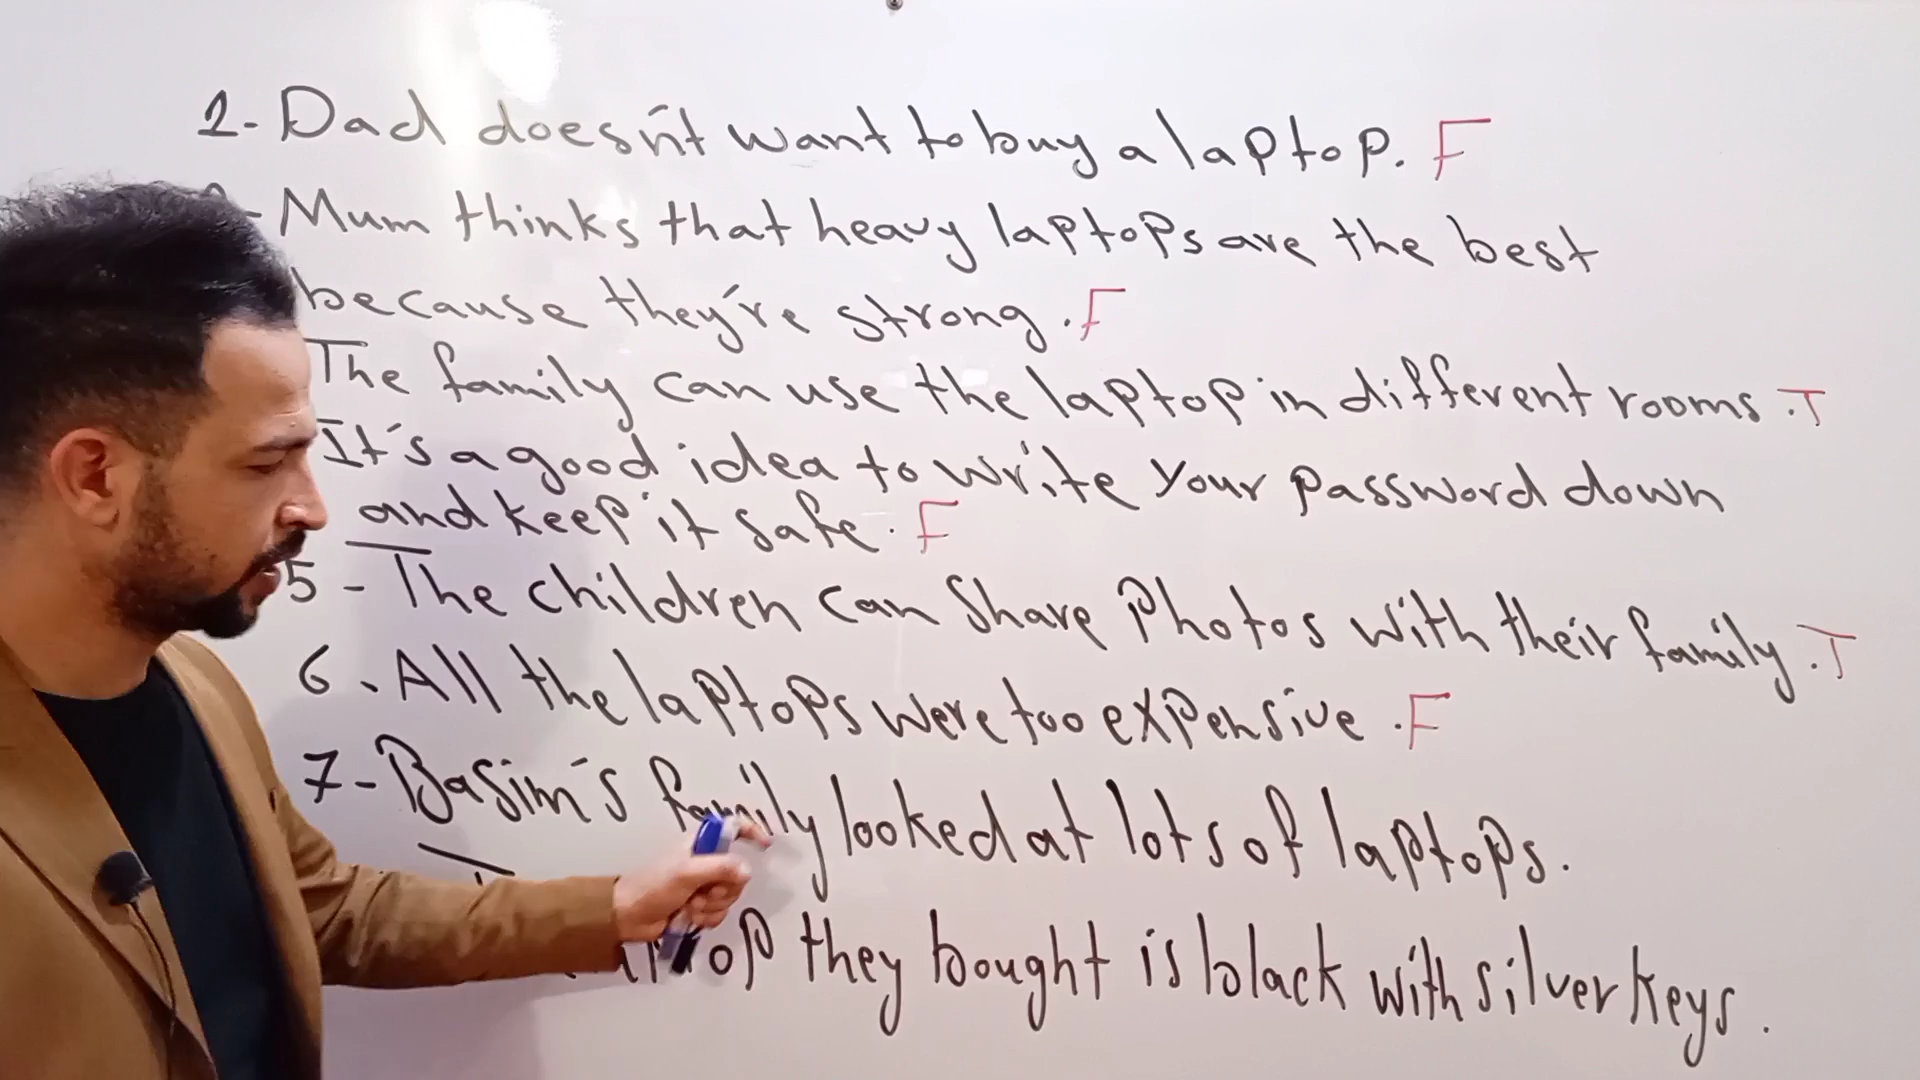 1- Dad doesn't want to buy a laptop. F
- Mum thinks that heavy laptops are the best
because they're strong. F
The family can use the laptop in different rooms. T
It's a good idea to write your password down
and keep it safe. F
5- The children can share photos with their family. T
6. All the laptops were too expensive. F
7- Basim's family looked at lots of laptops.
they bought is black with silver keys.